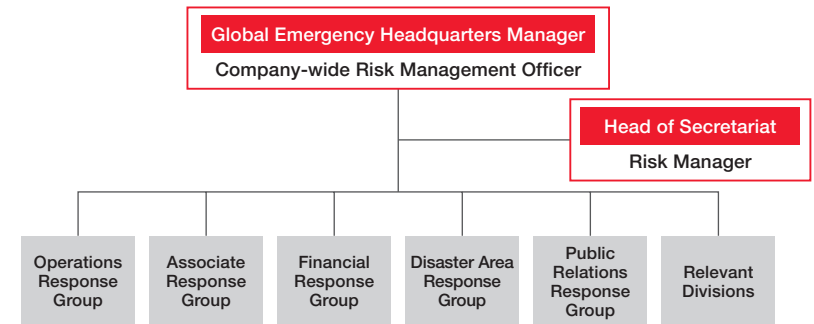 Global Emergency Headquarters Manager
Company-wide Risk Management Officer
Head of Secretariat
Risk Manager
Operations
Response
Group
Associate
Response
Group
Financial
Response
Group
Disaster Area
Response
Group
Public
Relations
Response
Group
Relevant
Divisions